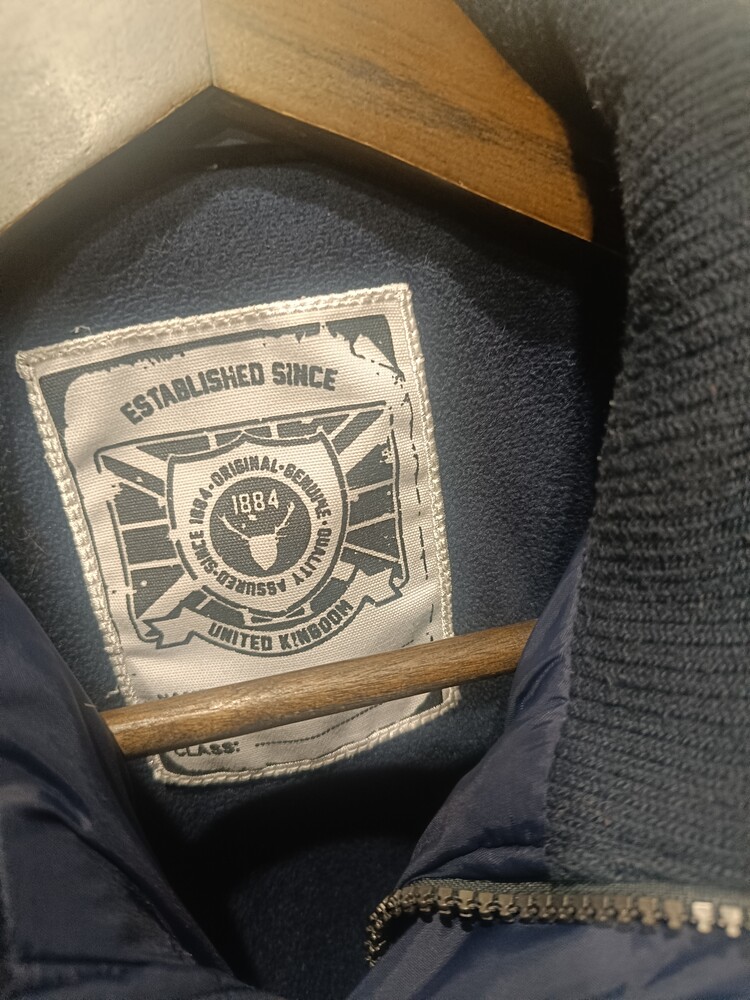 ESTABLISHED SINCE
SINCE 1884·ORIGINAL·GENUINE·QUALITY ASSURED·
1884
UNITED KINGDOM
CLASS: